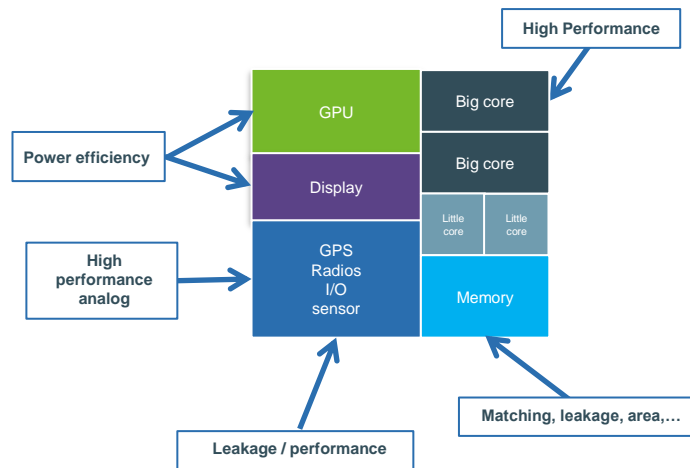 High Performance
GPU
Big core
Power efficiency
Big core
Display
Little
core
Little
core
High
performance
analog
GPS
Radios
I/O
sensor
Memory
Leakage / performance
Matching, leakage, area,...